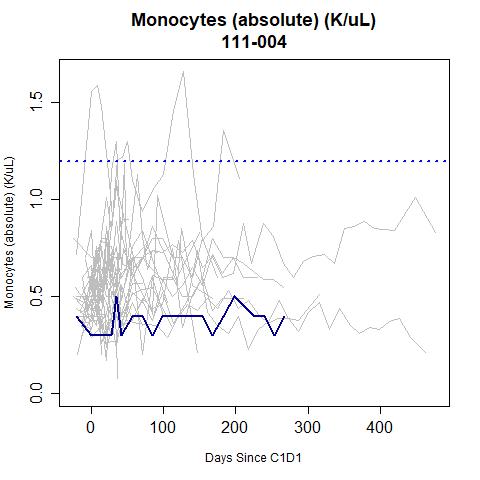 Monocytes (absolute) (K/uL)
111-004
Monocytes (absolute) (K/uL)
1.5
1.0
0.5
0.0
0 100 200 300 400
Days Since C1D1